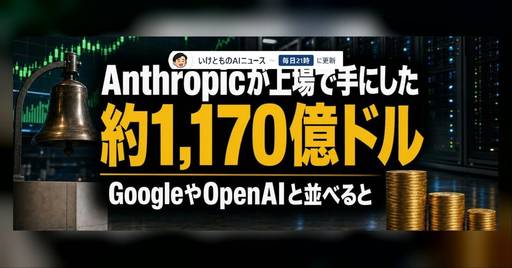 いけとものAIニュース ー 毎日21時 に更新
Anthropicが上場で手にした
約1,170億ドル
GoogleやOpenAIと並べると